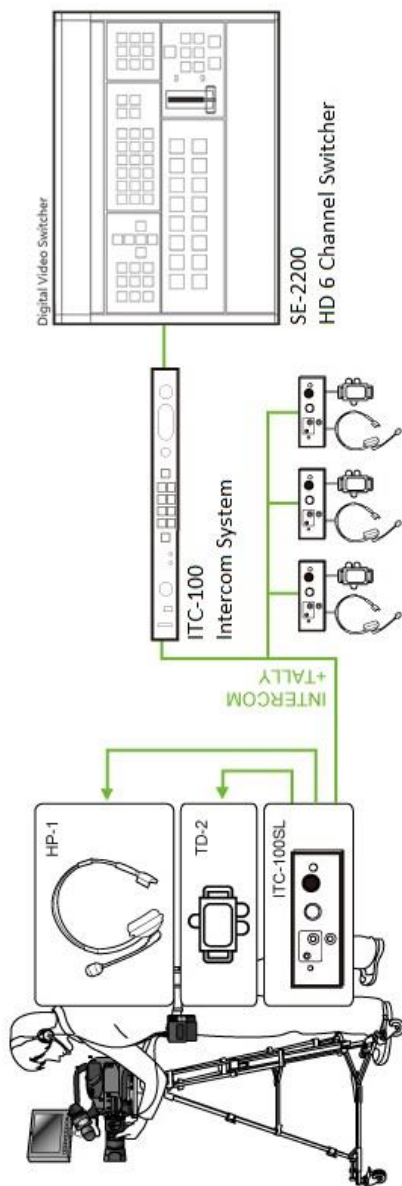 Digital Video Switcher
SE-2200
HD 6 Channel Switcher
ITC-100
Intercom System
INTERCOM
+TALLY
HP-1
TD-2
ITC-100SL